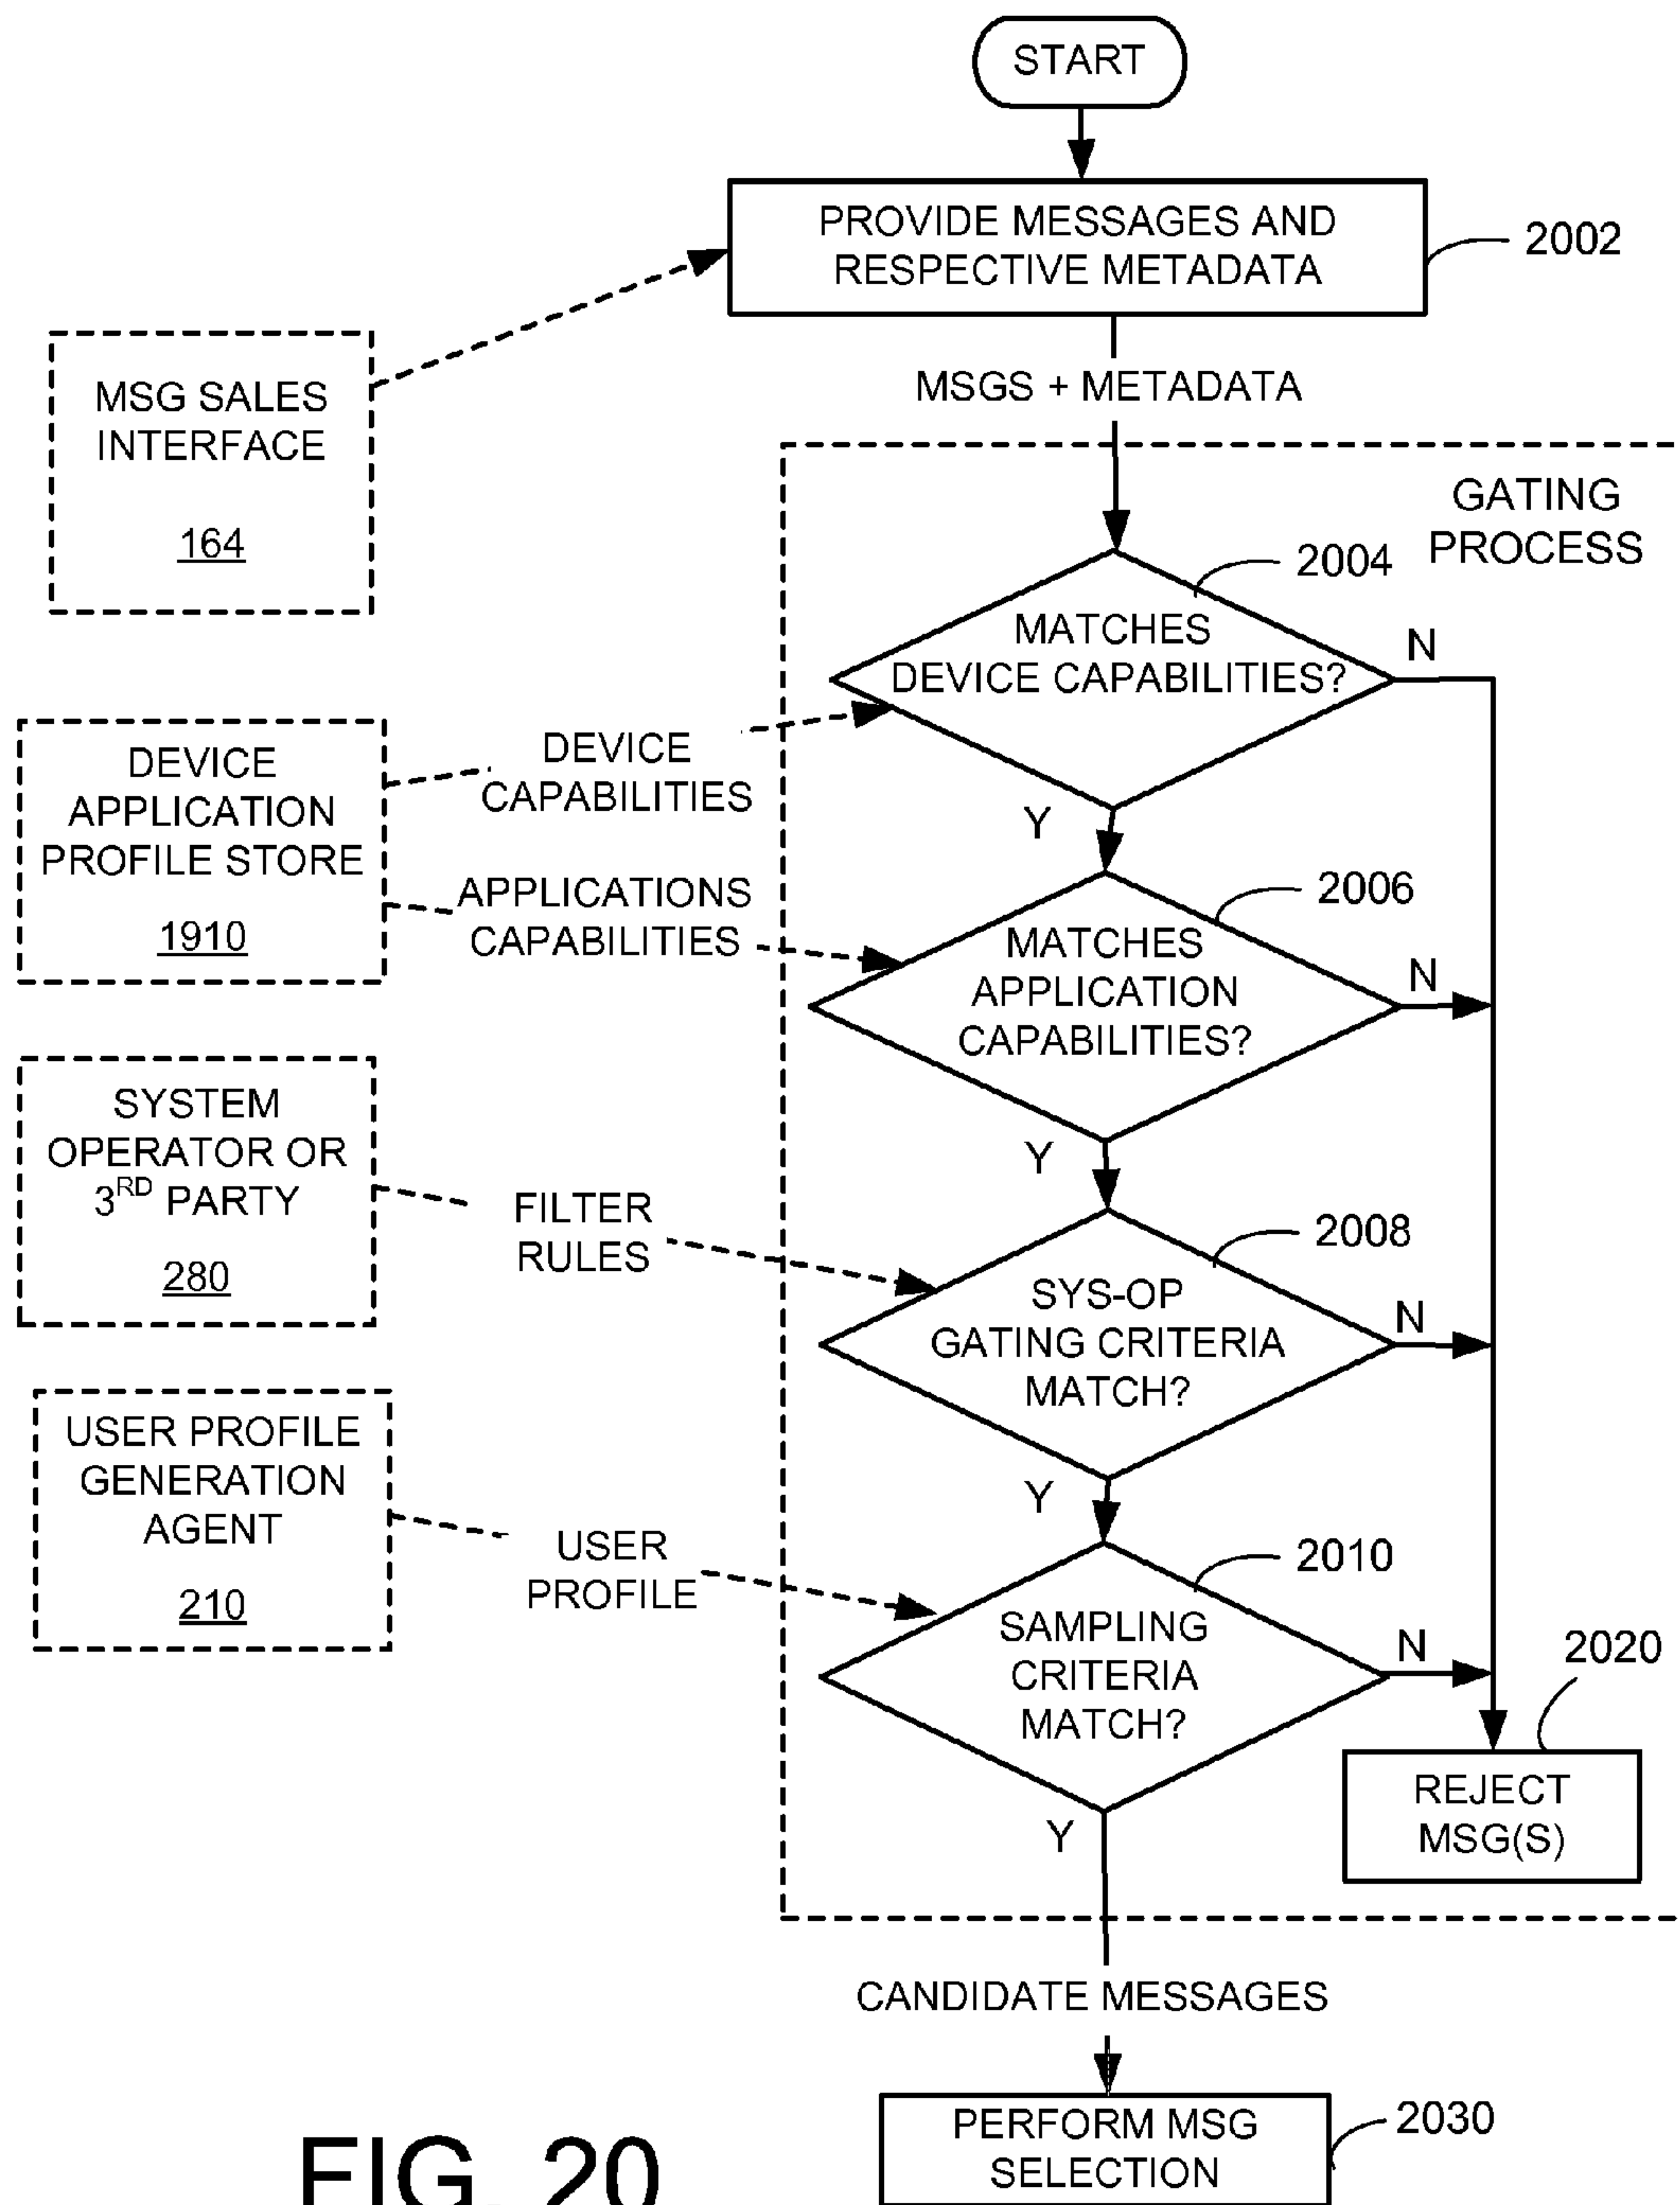 START
PROVIDE MESSAGES AND
RESPECTIVE METADATA
2002
MSG SALES
INTERFACE
164
MSGS + METADATA
GATING
PROCESS
2004
MATCHES
DEVICE CAPABILITIES?
N
Y
DEVICE
APPLICATION
PROFILE STORE
1910
DEVICE
CAPABILITIES
APPLICATIONS
CAPABILITIES
2006
MATCHES
APPLICATION
CAPABILITIES?
N
Y
SYSTEM
OPERATOR OR
3RD PARTY
280
FILTER
RULES
2008
SYS-OP
GATING CRITERIA
MATCH?
N
Y
USER PROFILE
GENERATION
AGENT
210
USER
PROFILE
2010
SAMPLING
CRITERIA
MATCH?
N
Y
2020
REJECT
MSG(S)
CANDIDATE MESSAGES
PERFORM MSG
SELECTION
2030
FIG. 20